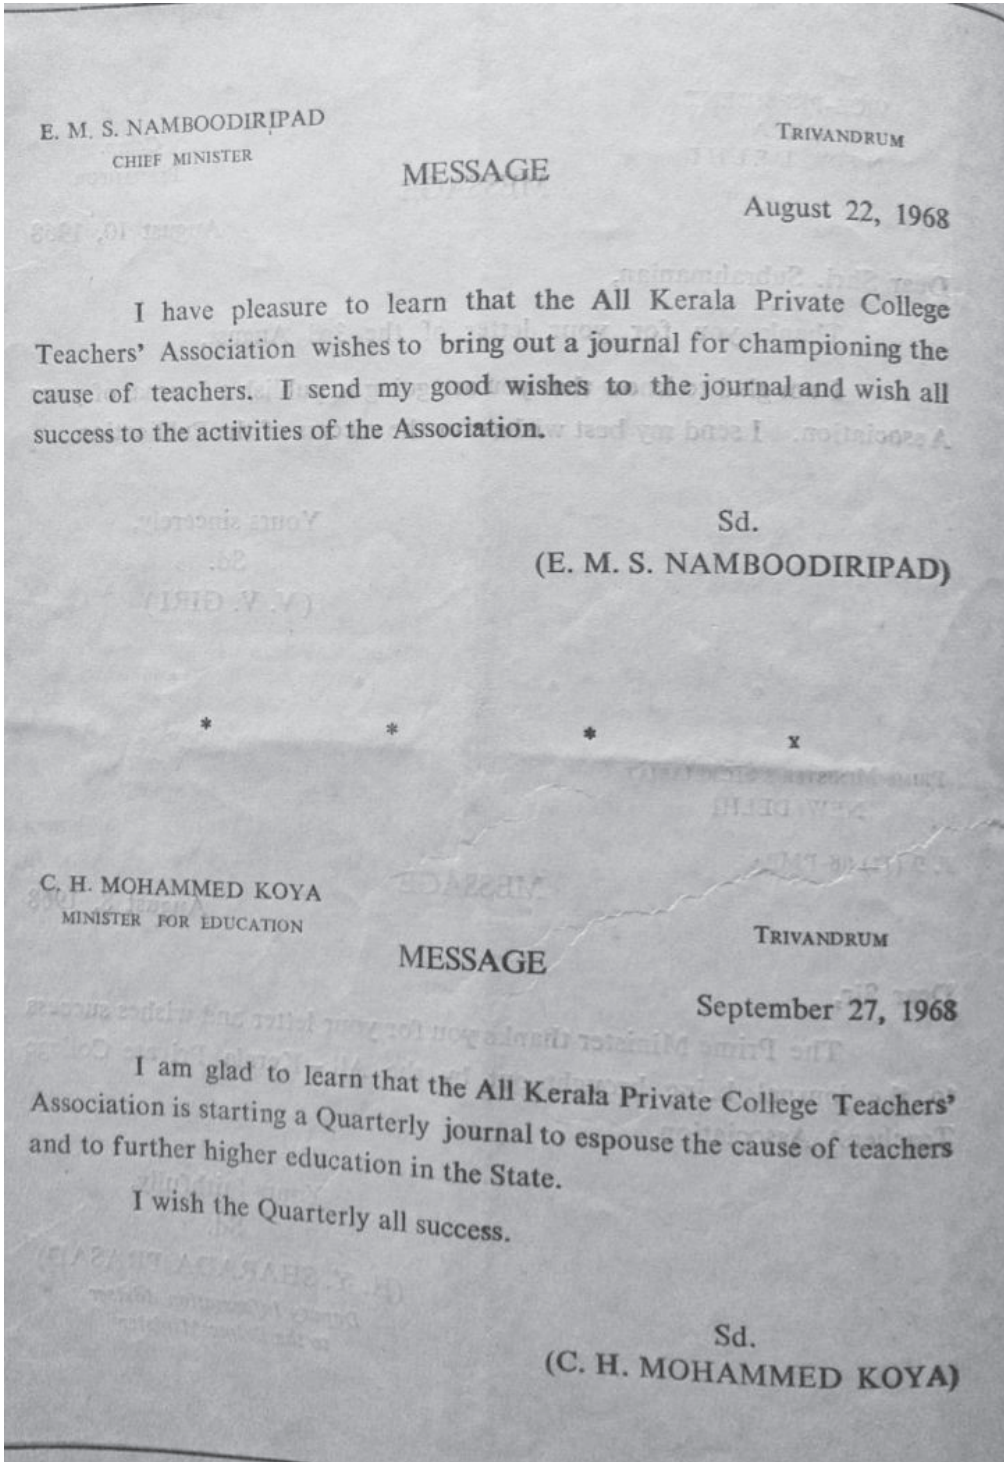 E. M. S. NAMBOODIRIPAD
CHIEF MINISTER
TRIVANDRUM
MESSAGE
August 22, 1968
I have pleasure to learn that the All Kerala Private College
Teachers' Association wishes to bring out a journal for championing the
cause of teachers. I send my good wishes to the journal and wish all
success to the activities of the Association.
Sd.
(E. M. S. NAMBOODIRIPAD)
* * * x
C. H. MOHAMMED KOYA
MINISTER FOR EDUCATION
TRIVANDRUM
MESSAGE
September 27, 1968
I am glad to learn that the All Kerala Private College Teachers'
Association is starting a Quarterly journal to espouse the cause of teachers
and to further higher education in the State.
I wish the Quarterly all success.
Sd.
(C. H. MOHAMMED KOYA)